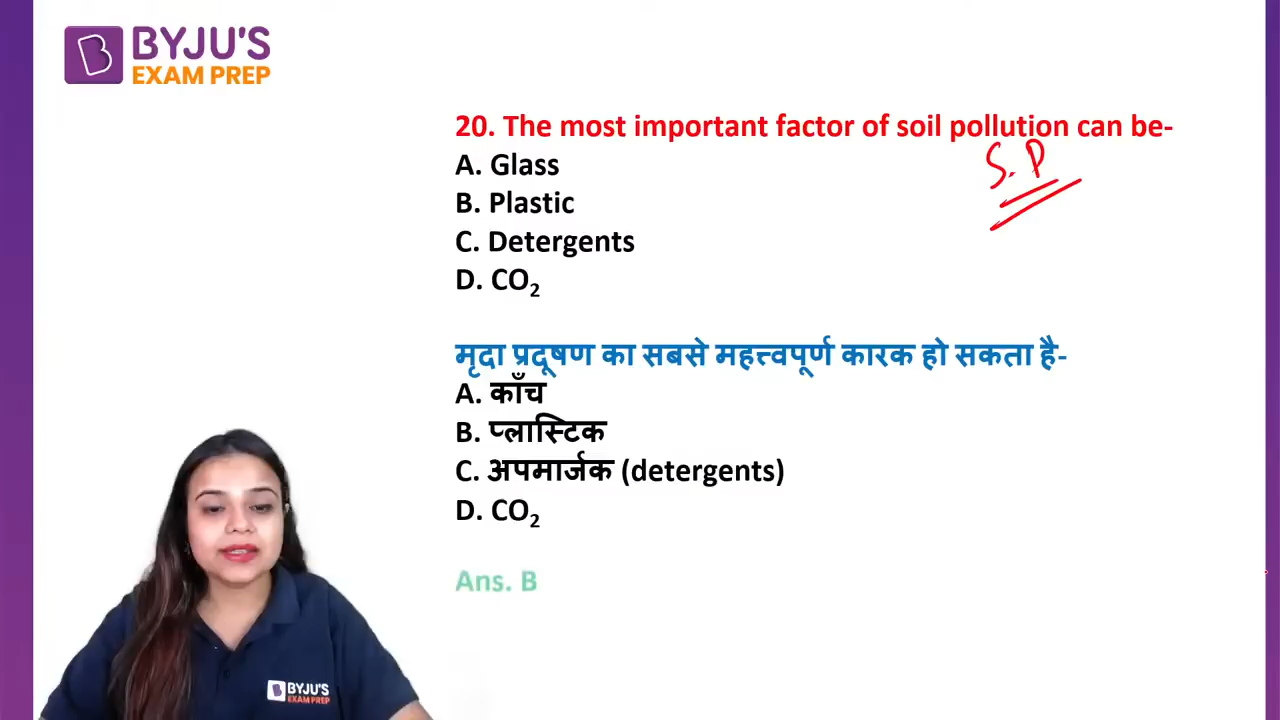 BYJU'S
EXAM PREP
20. The most important factor of soil pollution can be-
S. P
A. Glass
B. Plastic
C. Detergents
D. CO₂
मृदा प्रदूषण का सबसे महत्त्वपूर्ण कारक हो सकता है-
A. काँच
B. प्लास्टिक
C. अपमार्जक (detergents)
D. CO₂
Ans. B
BYJU'S
EXAM PREP